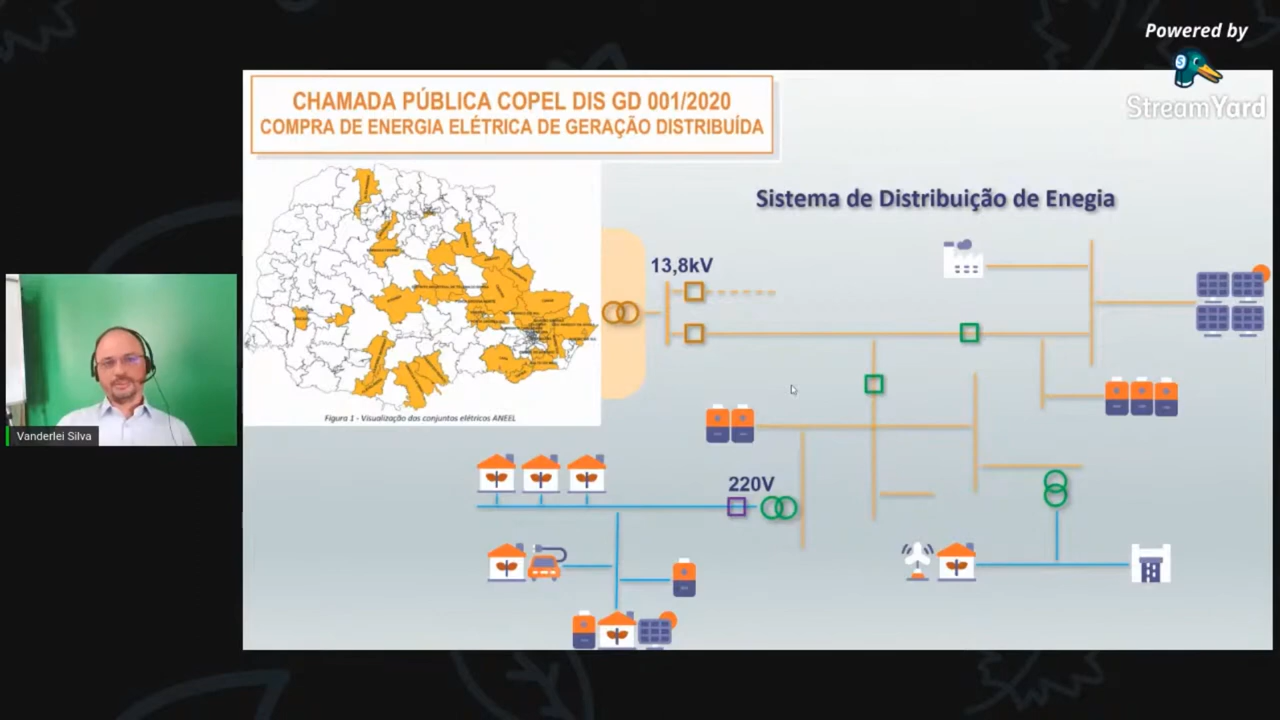 Powered by
StreamYard
CHAMADA PÚBLICA COPEL DIS GD 001/2020
COMPRA DE ENERGIA ELÉTRICA DE GERAÇÃO DISTRIBUÍDA
Sistema de Distribuição de Enegia
13,8kV
Figura 1 - Visualização dos conjuntos elétricos ANEEL
Vanderlei Silva
220V